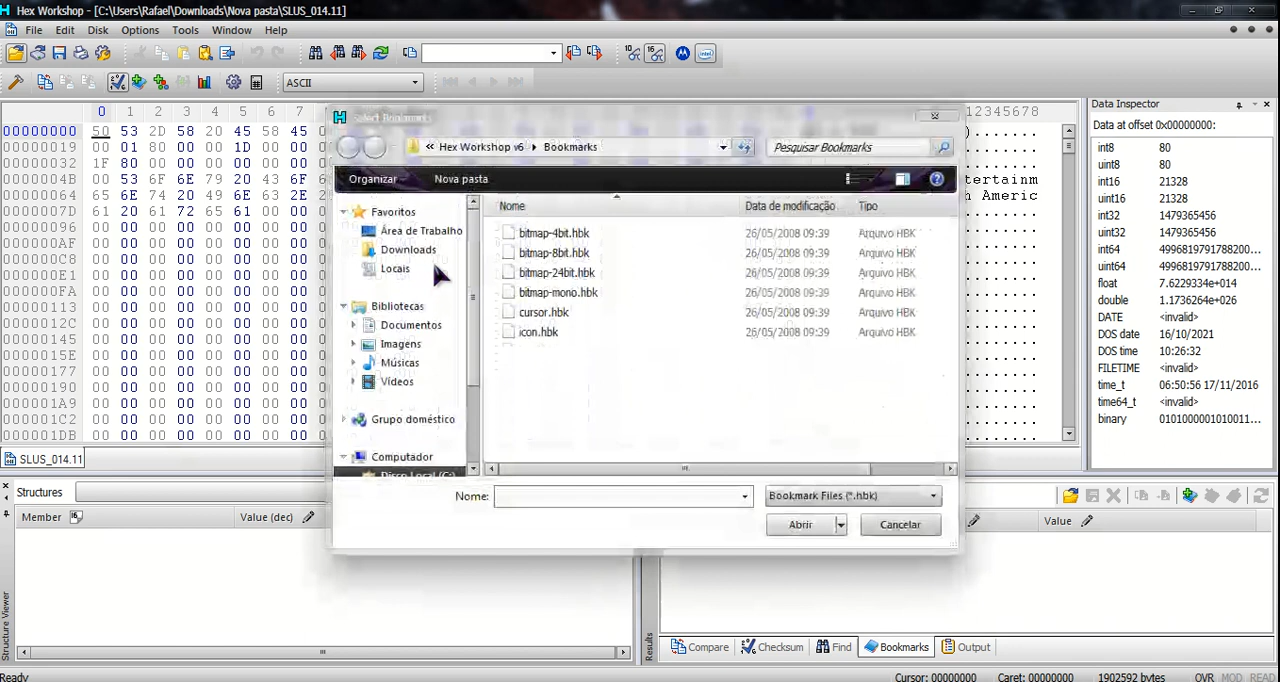 Hex Workshop - [C:\Users\Rafael\Downloads\Nova pasta\SLUS_014.11]
File Edit Disk Options Tools Window Help
ASCII
0 1 2 3 4 5 6 7
12345678
00000000 50 53 2D 58 20 45 58 45
00000019 00 01 80 00 00 1D 00 00
00000032 1F 80 00 00 00 00 00 00
0000004B 00 53 6F 6E 79 20 43 6F
00000064 65 6E 74 20 49 6E 63 2E
0000007D 61 20 61 72 65 61 00 00
00000096 00 00 00 00 00 00 00 00
000000AF 00 00 00 00 00 00 00 00
000000C8 00 00 00 00 00 00 00 00
000000E1 00 00 00 00 00 00 00 00
000000FA 00 00 00 00 00 00 00 00
00000113 00 00 00 00 00 00 00 00
0000012C 00 00 00 00 00 00 00 00
00000145 00 00 00 00 00 00 00 00
0000015E 00 00 00 00 00 00 00 00
00000177 00 00 00 00 00 00 00 00
00000190 00 00 00 00 00 00 00 00
000001A9 00 00 00 00 00 00 00 00
000001C2 00 00 00 00 00 00 00 00
000001DB 00 00 00 00 00 00 00 00
tertainm
h Americ
SLUS_014.11
Select Bookmarks
« Hex Workshop v6 Bookmarks
Pesquisar Bookmarks
Organizar Nova pasta
Favoritos
Área de Trabalho
Downloads
Locais
Bibliotecas
Documentos
Imagens
Músicas
Vídeos
Grupo doméstico
Computador
Disco Local (C:)
Nome Data de modificação Tipo
bitmap-4bit.hbk 26/05/2008 09:39 Arquivo HBK
bitmap-8bit.hbk 26/05/2008 09:39 Arquivo HBK
bitmap-24bit.hbk 26/05/2008 09:39 Arquivo HBK
bitmap-mono.hbk 26/05/2008 09:39 Arquivo HBK
cursor.hbk 26/05/2008 09:39 Arquivo HBK
icon.hbk 26/05/2008 09:39 Arquivo HBK
Nome: Bookmark Files (*.hbk)
Abrir Cancelar
Data Inspector
Data at offset 0x00000000:
int8 80
uint8 80
int16 21328
uint16 21328
int32 1479365456
uint32 1479365456
int64 4996819791788200...
uint64 4996819791788200...
float 7.6229334e+014
double 1.1736264e+026
DATE <invalid>
DOS date 16/10/2021
DOS time 10:26:32
FILETIME <invalid>
time_t 06:50:56 17/11/2016
time64_t <invalid>
binary 0101000001010011...
Structures
Member Value (dec)
Value
Structure Viewer
Results
Compare Checksum Find Bookmarks Output
Ready
Cursor: 00000000 Caret: 00000000 1902592 bytes OVR MOD READ